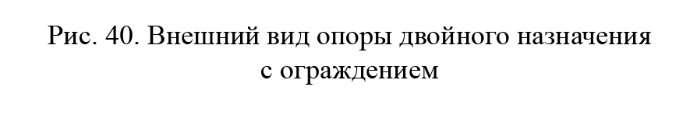 Рис. 40. Внешний вид опоры двойного назначения
с ограждением